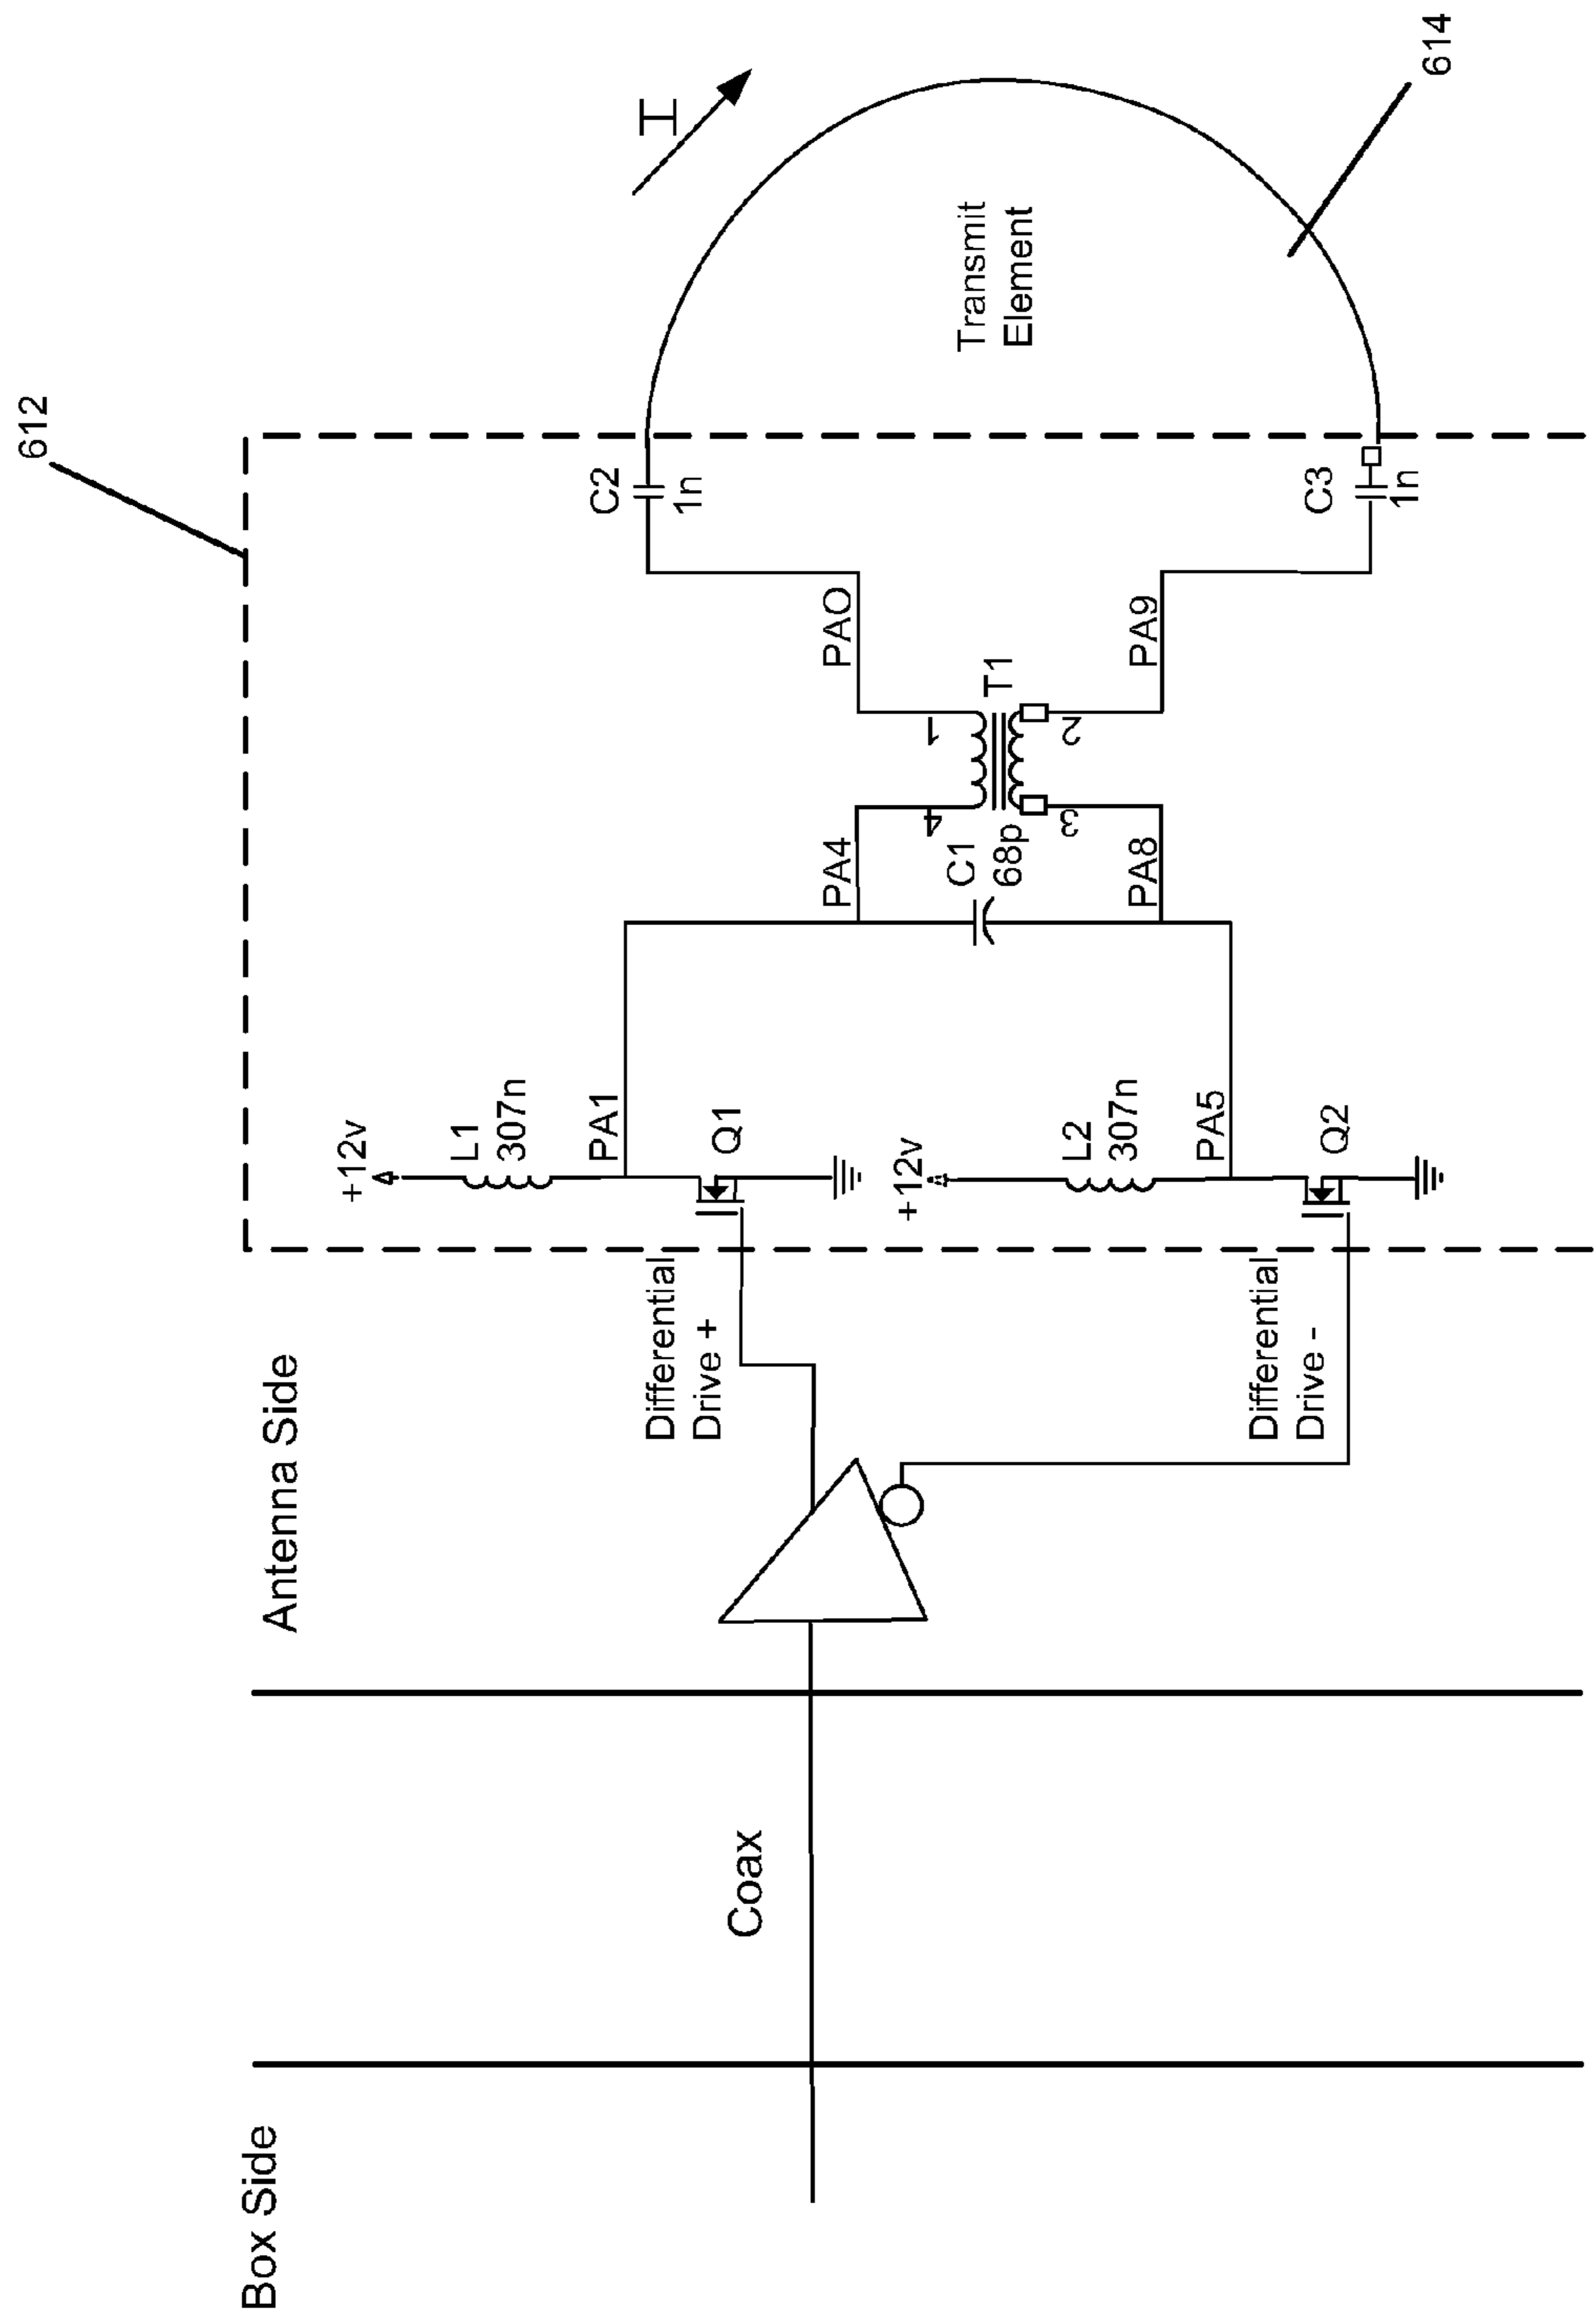 Box Side
Coax
Antenna Side
Differential
Drive +
Differential
Drive -
612
+12v
L1
307n
PA1
Q1
+12v
L2
307n
PA5
Q2
PA4
C1
68p
PA8
4
3
T1
1
2
PAO
PA9
C2
1n
C3
1n
I
Transmit
Element
614